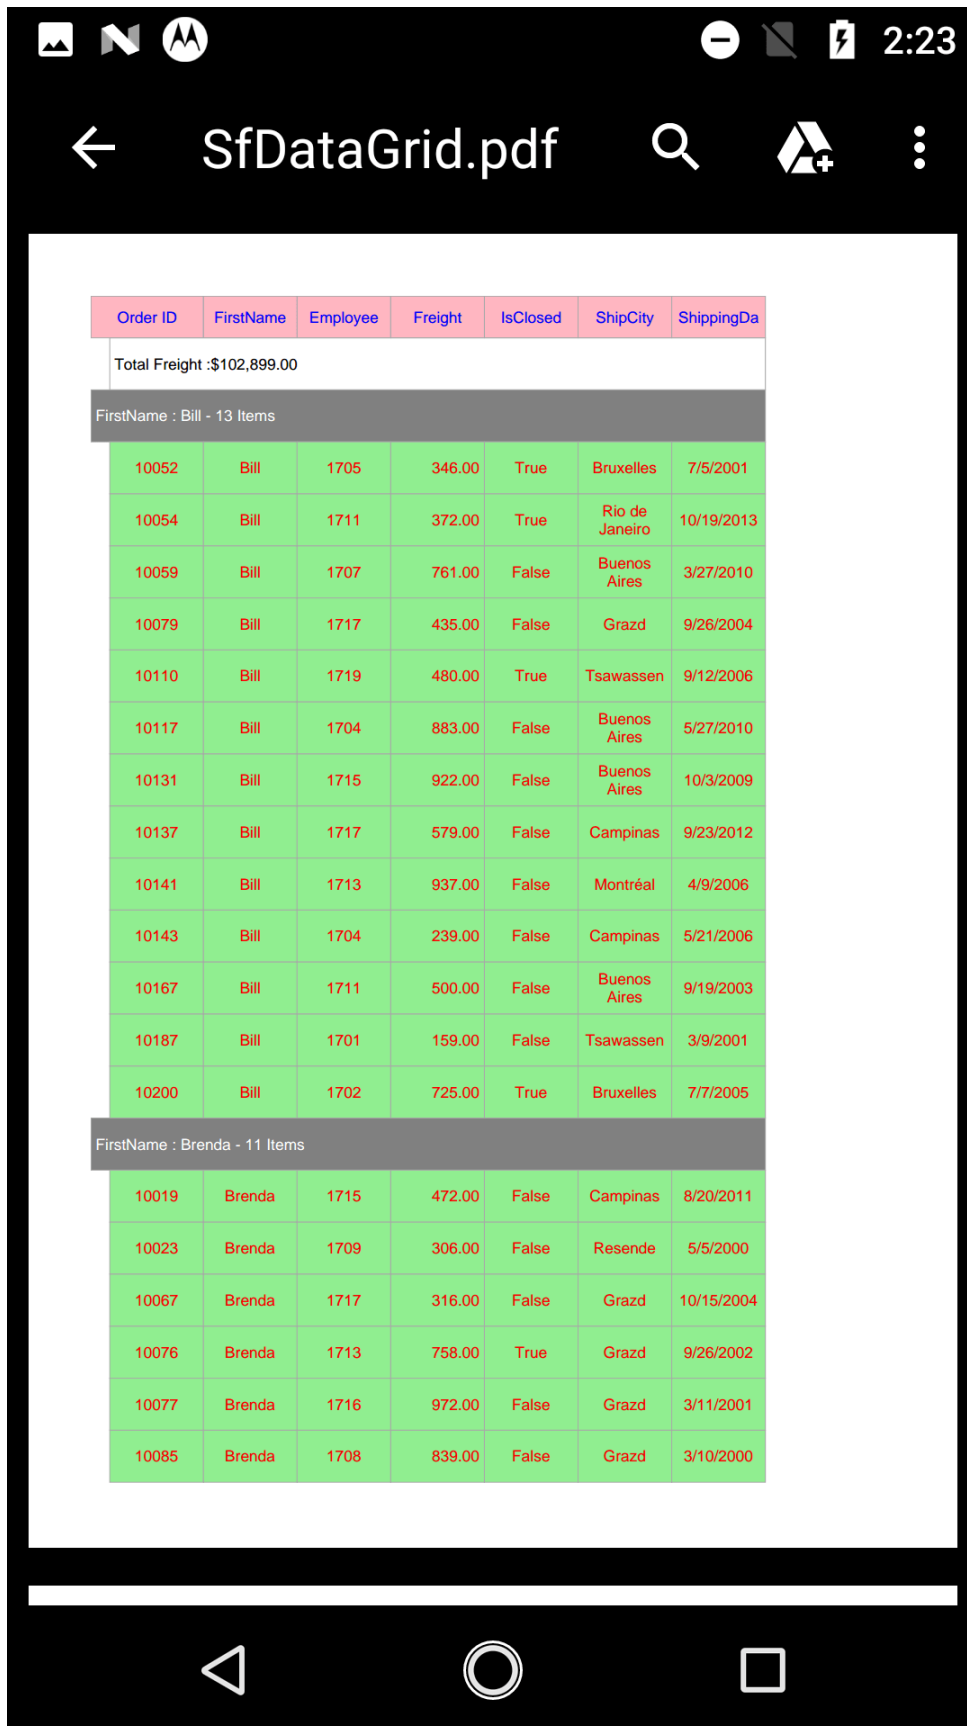 2:23
SfDataGrid.pdf
Order ID FirstName Employee Freight IsClosed ShipCity ShippingDa
Total Freight :$102,899.00
FirstName : Bill - 13 Items
10052 Bill 1705 346.00 True Bruxelles 7/5/2001
10054 Bill 1711 372.00 True Rio de Janeiro 10/19/2013
10059 Bill 1707 761.00 False Buenos Aires 3/27/2010
10079 Bill 1717 435.00 False Grazd 9/26/2004
10110 Bill 1719 480.00 True Tsawassen 9/12/2006
10117 Bill 1704 883.00 False Buenos Aires 5/27/2010
10131 Bill 1715 922.00 False Buenos Aires 10/3/2009
10137 Bill 1717 579.00 False Campinas 9/23/2012
10141 Bill 1713 937.00 False Montréal 4/9/2006
10143 Bill 1704 239.00 False Campinas 5/21/2006
10167 Bill 1711 500.00 False Buenos Aires 9/19/2003
10187 Bill 1701 159.00 False Tsawassen 3/9/2001
10200 Bill 1702 725.00 True Bruxelles 7/7/2005
FirstName : Brenda - 11 Items
10019 Brenda 1715 472.00 False Campinas 8/20/2011
10023 Brenda 1709 306.00 False Resende 5/5/2000
10067 Brenda 1717 316.00 False Grazd 10/15/2004
10076 Brenda 1713 758.00 True Grazd 9/26/2002
10077 Brenda 1716 972.00 False Grazd 3/11/2001
10085 Brenda 1708 839.00 False Grazd 3/10/2000